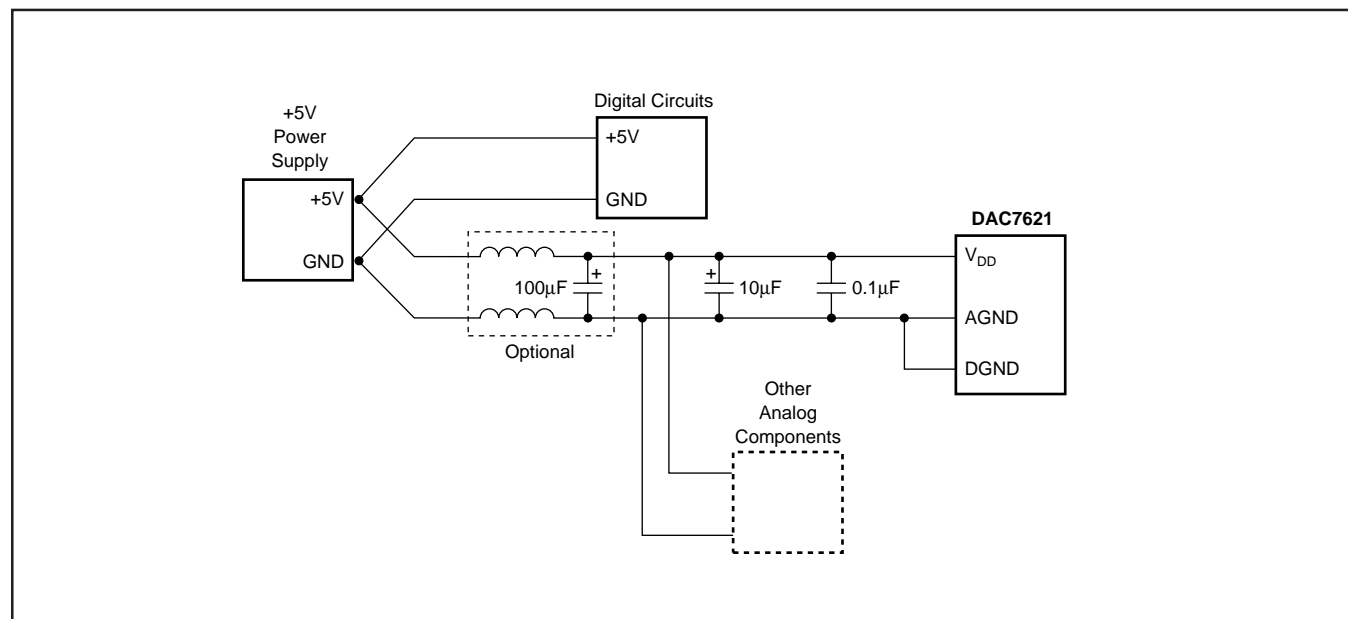 Digital Circuits
+5V
GND
+5V
Power
Supply
+5V
GND
100µF
+
Optional
+
10µF
0.1µF
DAC7621
VDD
AGND
DGND
Other
Analog
Components